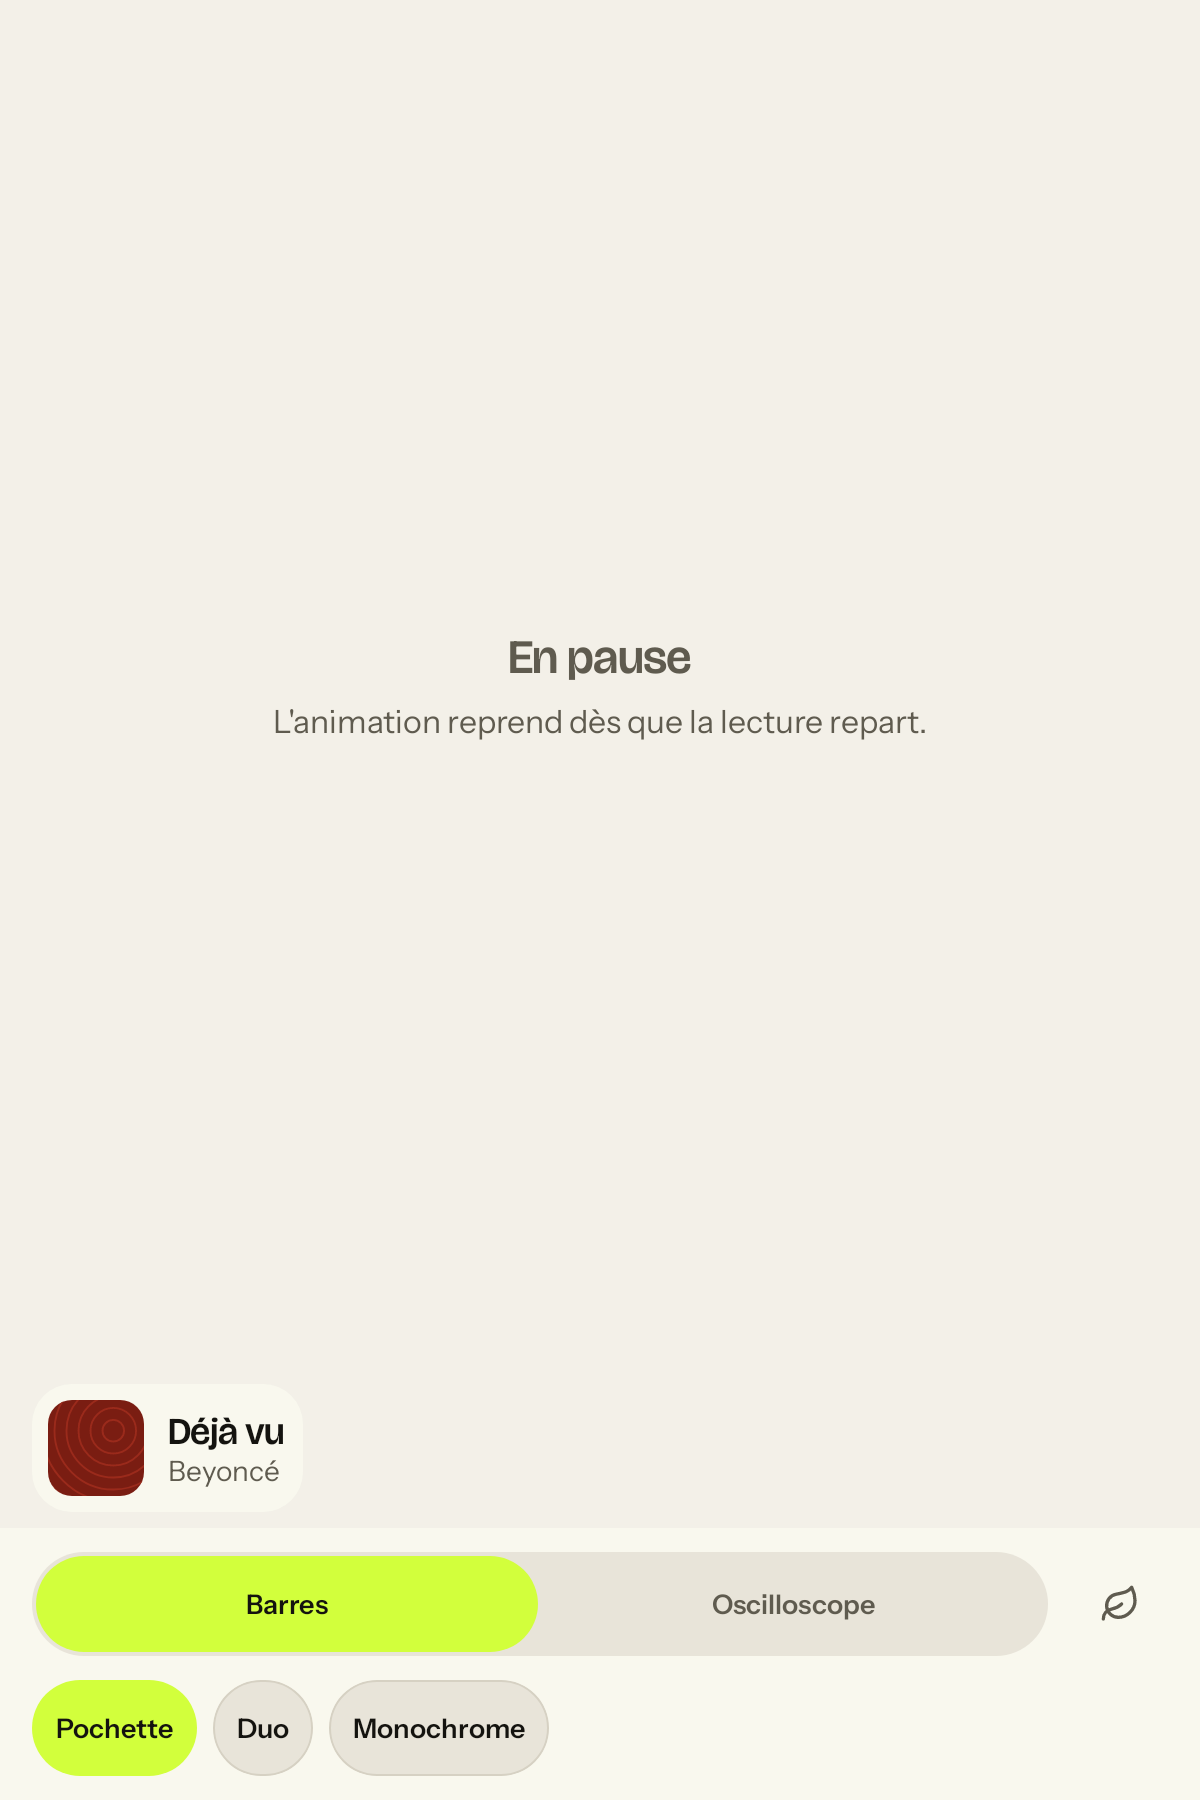 En pause
L'animation reprend dès que la lecture repart.
Déjà vu
Beyoncé
Barres
Oscilloscope
Pochette
Duo
Monochrome